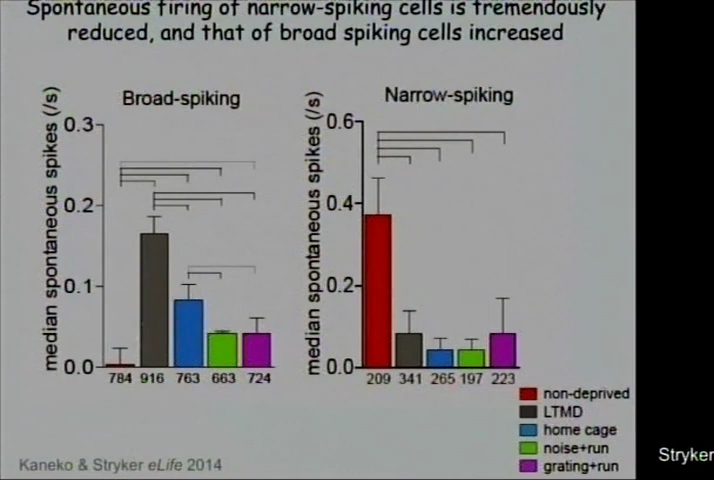 Spontaneous firing of narrow-spiking cells is tremendously
reduced, and that of broad spiking cells increased
Broad-spiking
median spontaneous spikes (/s)
0.3
0.2
0.1
0.0
784 916 763 663 724
Narrow-spiking
median spontaneous spikes (/s)
0.6
0.4
0.2
0.0
209 341 265 197 223
non-deprived
LTMD
home cage
noise+run
grating+run
Kaneko & Stryker eLife 2014
Stryker